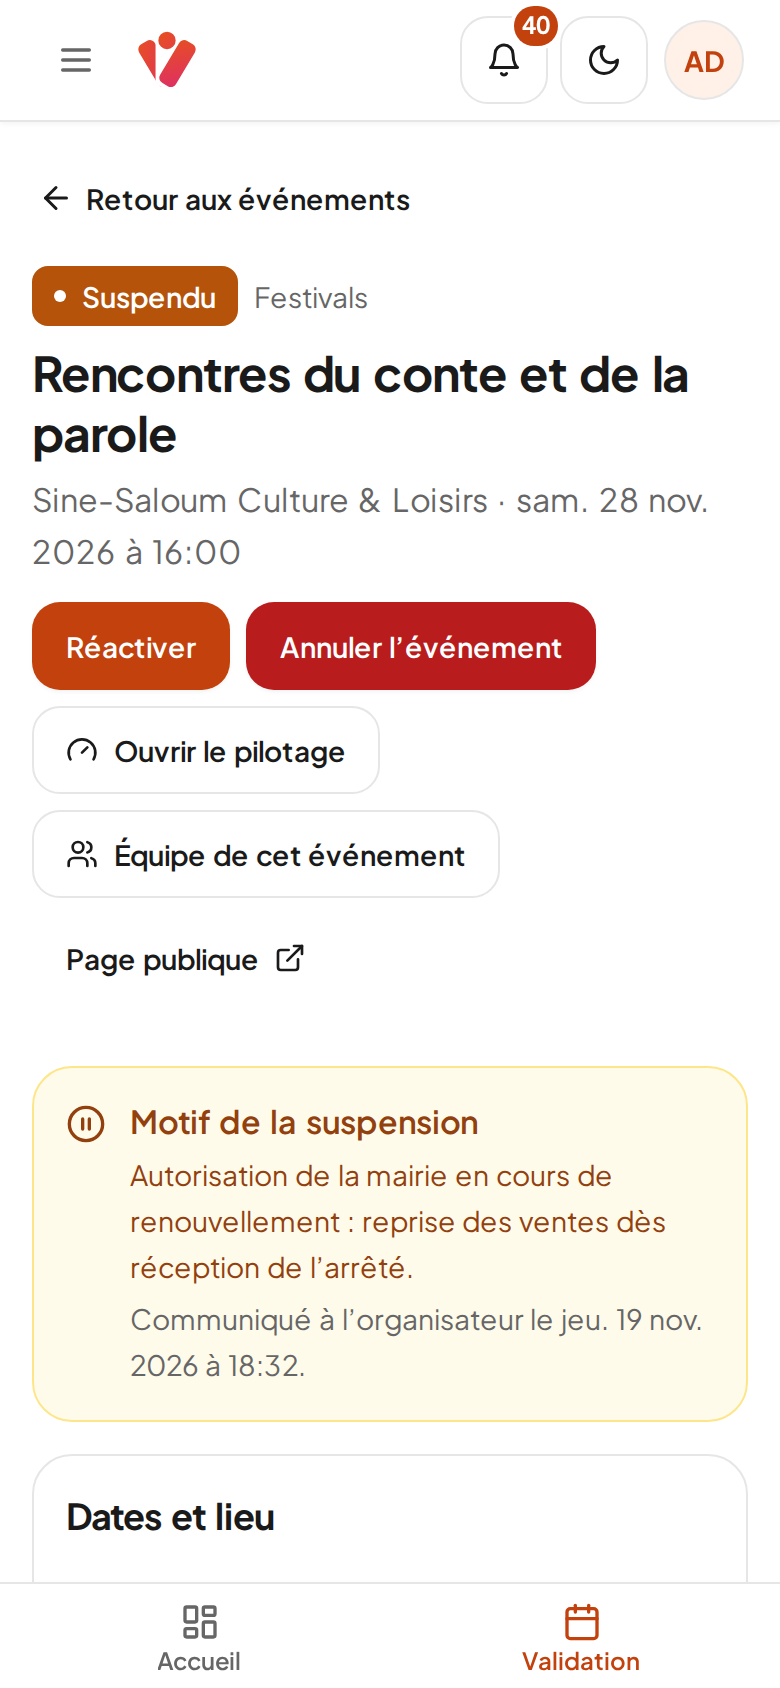 40
AD
Retour aux événements
Suspendu
Festivals
Rencontres du conte et de la
parole
Sine-Saloum Culture & Loisirs · sam. 28 nov.
2026 à 16:00
Réactiver
Annuler l’événement
Ouvrir le pilotage
Équipe de cet événement
Page publique
Motif de la suspension
Autorisation de la mairie en cours de
renouvellement : reprise des ventes dès
réception de l’arrêté.
Communiqué à l’organisateur le jeu. 19 nov.
2026 à 18:32.
Dates et lieu
Accueil
Validation